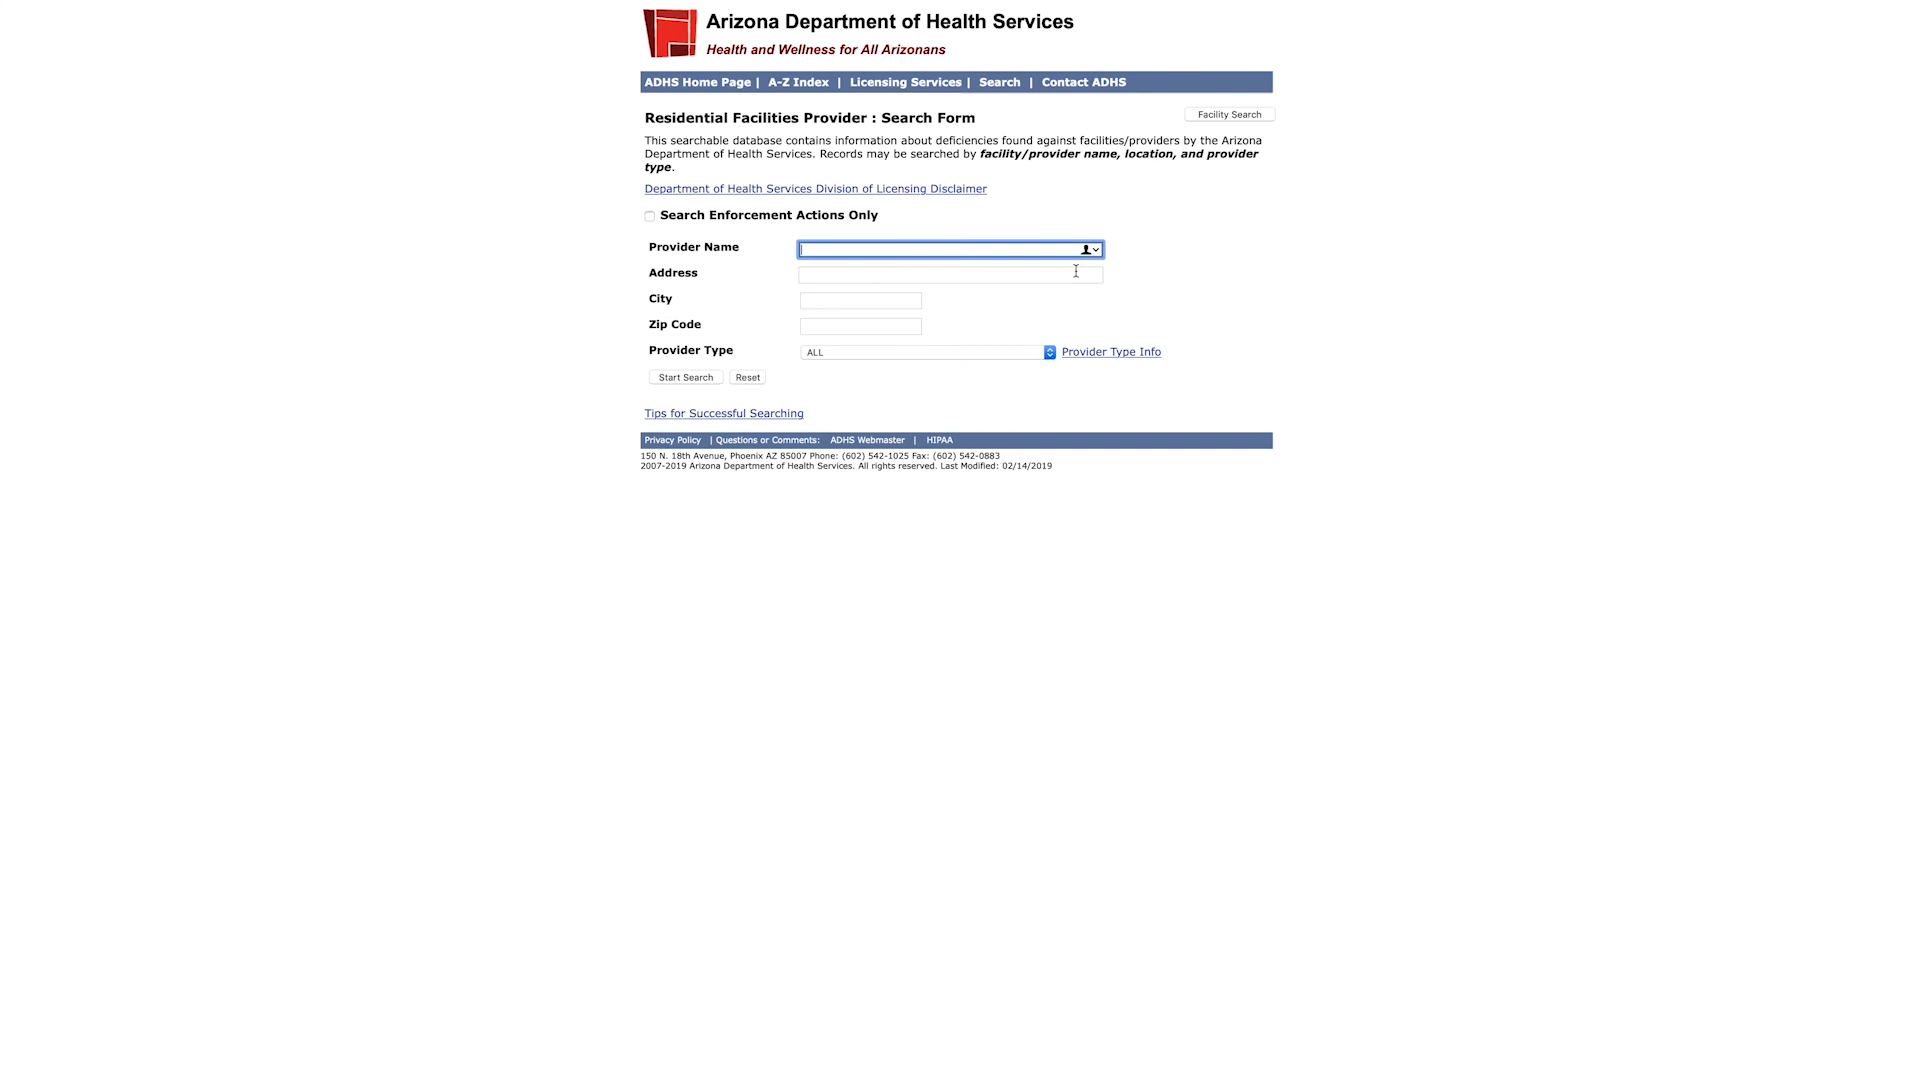 Arizona Department of Health Services
Health and Wellness for All Arizonans
ADHS Home Page | A-Z Index | Licensing Services | Search | Contact ADHS
Facility Search
Residential Facilities Provider : Search Form
This searchable database contains information about deficiencies found against facilities/providers by the Arizona
Department of Health Services. Records may be searched by facility/provider name, location, and provider
type.
Department of Health Services Division of Licensing Disclaimer
Search Enforcement Actions Only
Provider Name
Address
City
Zip Code
Provider Type ALL Provider Type Info
Start Search Reset
Tips for Successful Searching
Privacy Policy | Questions or Comments: ADHS Webmaster | HIPAA
150 N. 18th Avenue, Phoenix AZ 85007 Phone: (602) 542-1025 Fax: (602) 542-0883
2007-2019 Arizona Department of Health Services. All rights reserved. Last Modified: 02/14/2019